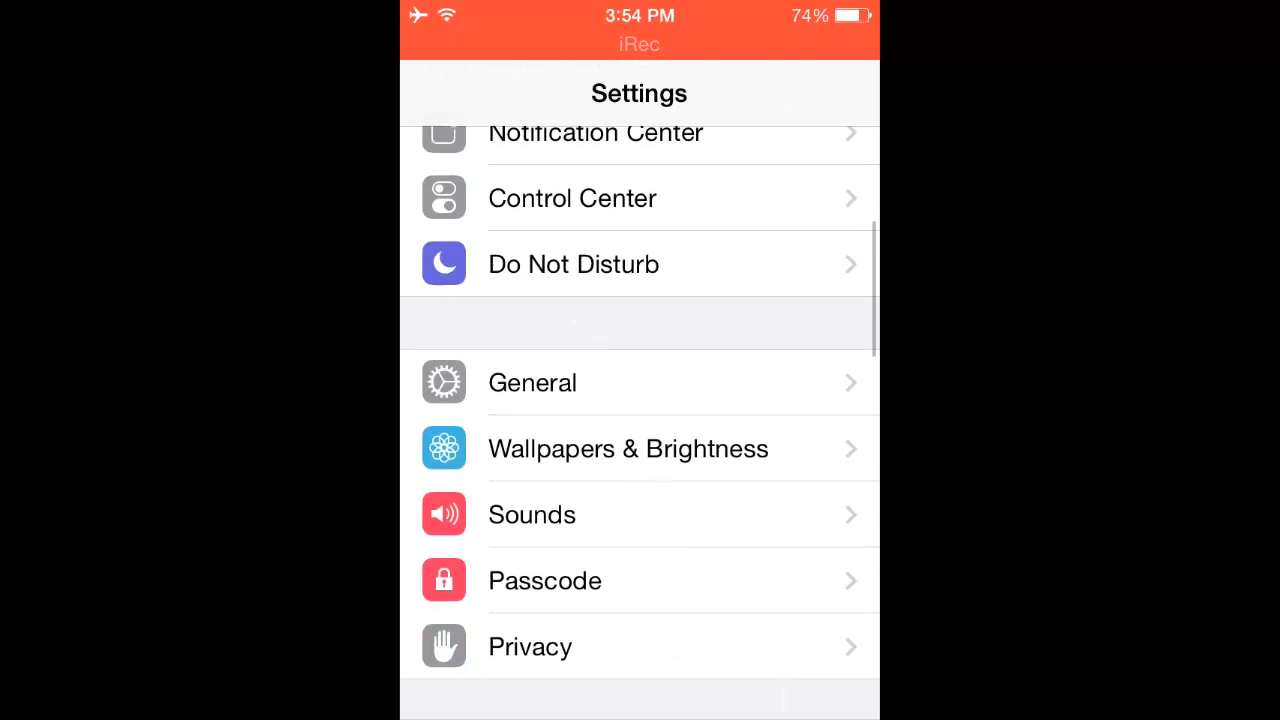 3:54 PM
74%
iRec
Settings
Notification Center
Control Center
Do Not Disturb
General
Wallpapers & Brightness
Sounds
Passcode
Privacy